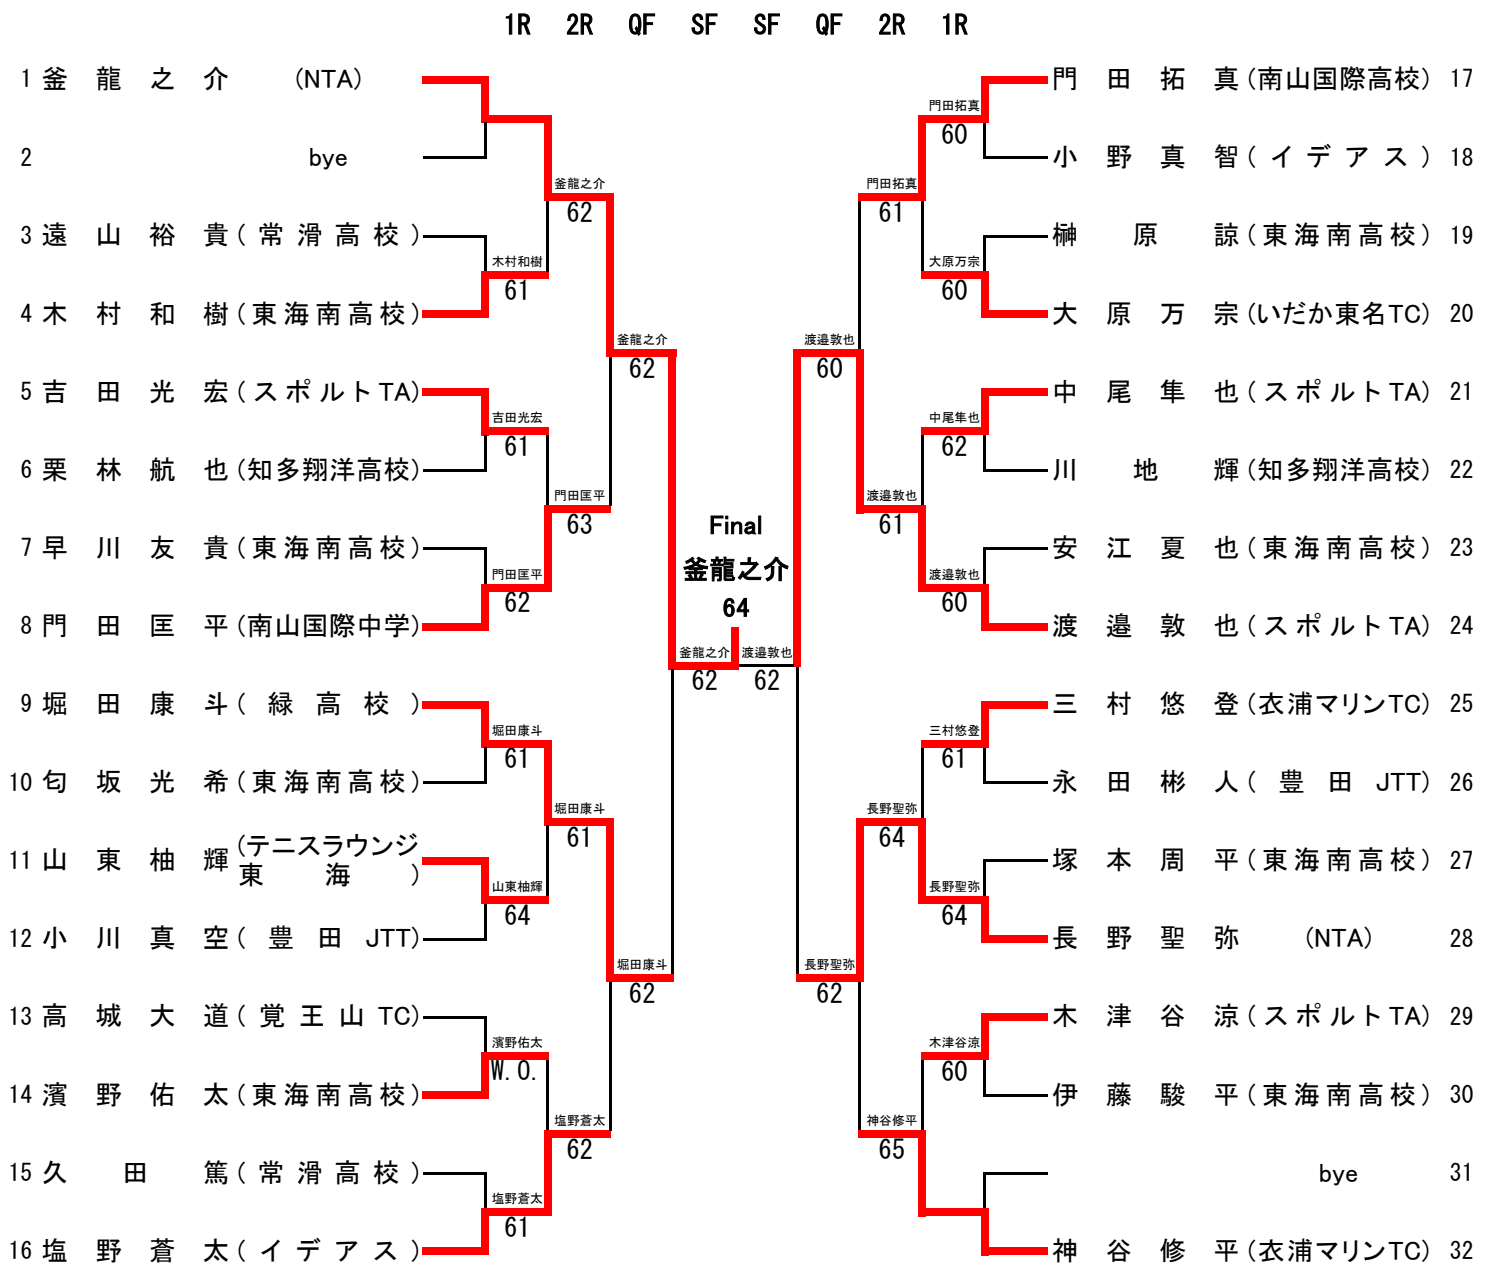 1R 2R QF SF SF QF 2R 1R
1 釜 龍 之 介 (NTA)
2 bye
3 遠 山 裕 貴 ( 常 滑 高 校 )
4 木 村 和 樹 ( 東 海 南 高 校 )
5 吉 田 光 宏 ( ス ポ ル ト TA)
6 栗 林 航 也 (知多翔洋高校)
7 早 川 友 貴 ( 東 海 南 高 校 )
8 門 田 匡 平 (南山国際中学)
9 堀 田 康 斗 ( 緑 高 校 )
10 匂 坂 光 希 ( 東 海 南 高 校 )
11 山 東 柚 輝 (テニスラウンジ
東 海 )
12 小 川 真 空 ( 豊 田 JTT)
13 高 城 大 道 ( 覚 王 山 TC)
14 濱 野 佑 太 ( 東 海 南 高 校 )
15 久 田 篤 ( 常 滑 高 校 )
16 塩 野 蒼 太 ( イ デ ア ス )
木村和樹
61
吉田光宏
61
門田匡平
62
堀田康斗
61
山東柚輝
64
濱野佑太
W.O.
塩野蒼太
61
釜龍之介
62
門田匡平
63
堀田康斗
61
塩野蒼太
62
釜龍之介
62
堀田康斗
62
釜龍之介
62
Final
釜龍之介
64
渡邉敦也
62
渡邉敦也
60
長野聖弥
62
門田拓真
61
渡邉敦也
61
長野聖弥
64
神谷修平
65
門田拓真
60
大原万宗
60
中尾隼也
62
渡邉敦也
60
三村悠登
61
長野聖弥
64
木津谷涼
60
門 田 拓 真 (南山国際高校) 17
小 野 真 智 ( イ デ ア ス ) 18
榊 原 諒 ( 東 海 南 高 校 ) 19
大 原 万 宗 (いだか東名TC) 20
中 尾 隼 也 ( ス ポ ル ト TA) 21
川 地 輝 (知多翔洋高校) 22
安 江 夏 也 ( 東 海 南 高 校 ) 23
渡 邉 敦 也 ( ス ポ ル ト TA) 24
三 村 悠 登 (衣浦マリンTC) 25
永 田 彬 人 ( 豊 田 JTT) 26
塚 本 周 平 ( 東 海 南 高 校 ) 27
長 野 聖 弥 (NTA) 28
木 津 谷 涼 ( ス ポ ル ト TA) 29
伊 藤 駿 平 ( 東 海 南 高 校 ) 30
bye 31
神 谷 修 平 (衣浦マリンTC) 32